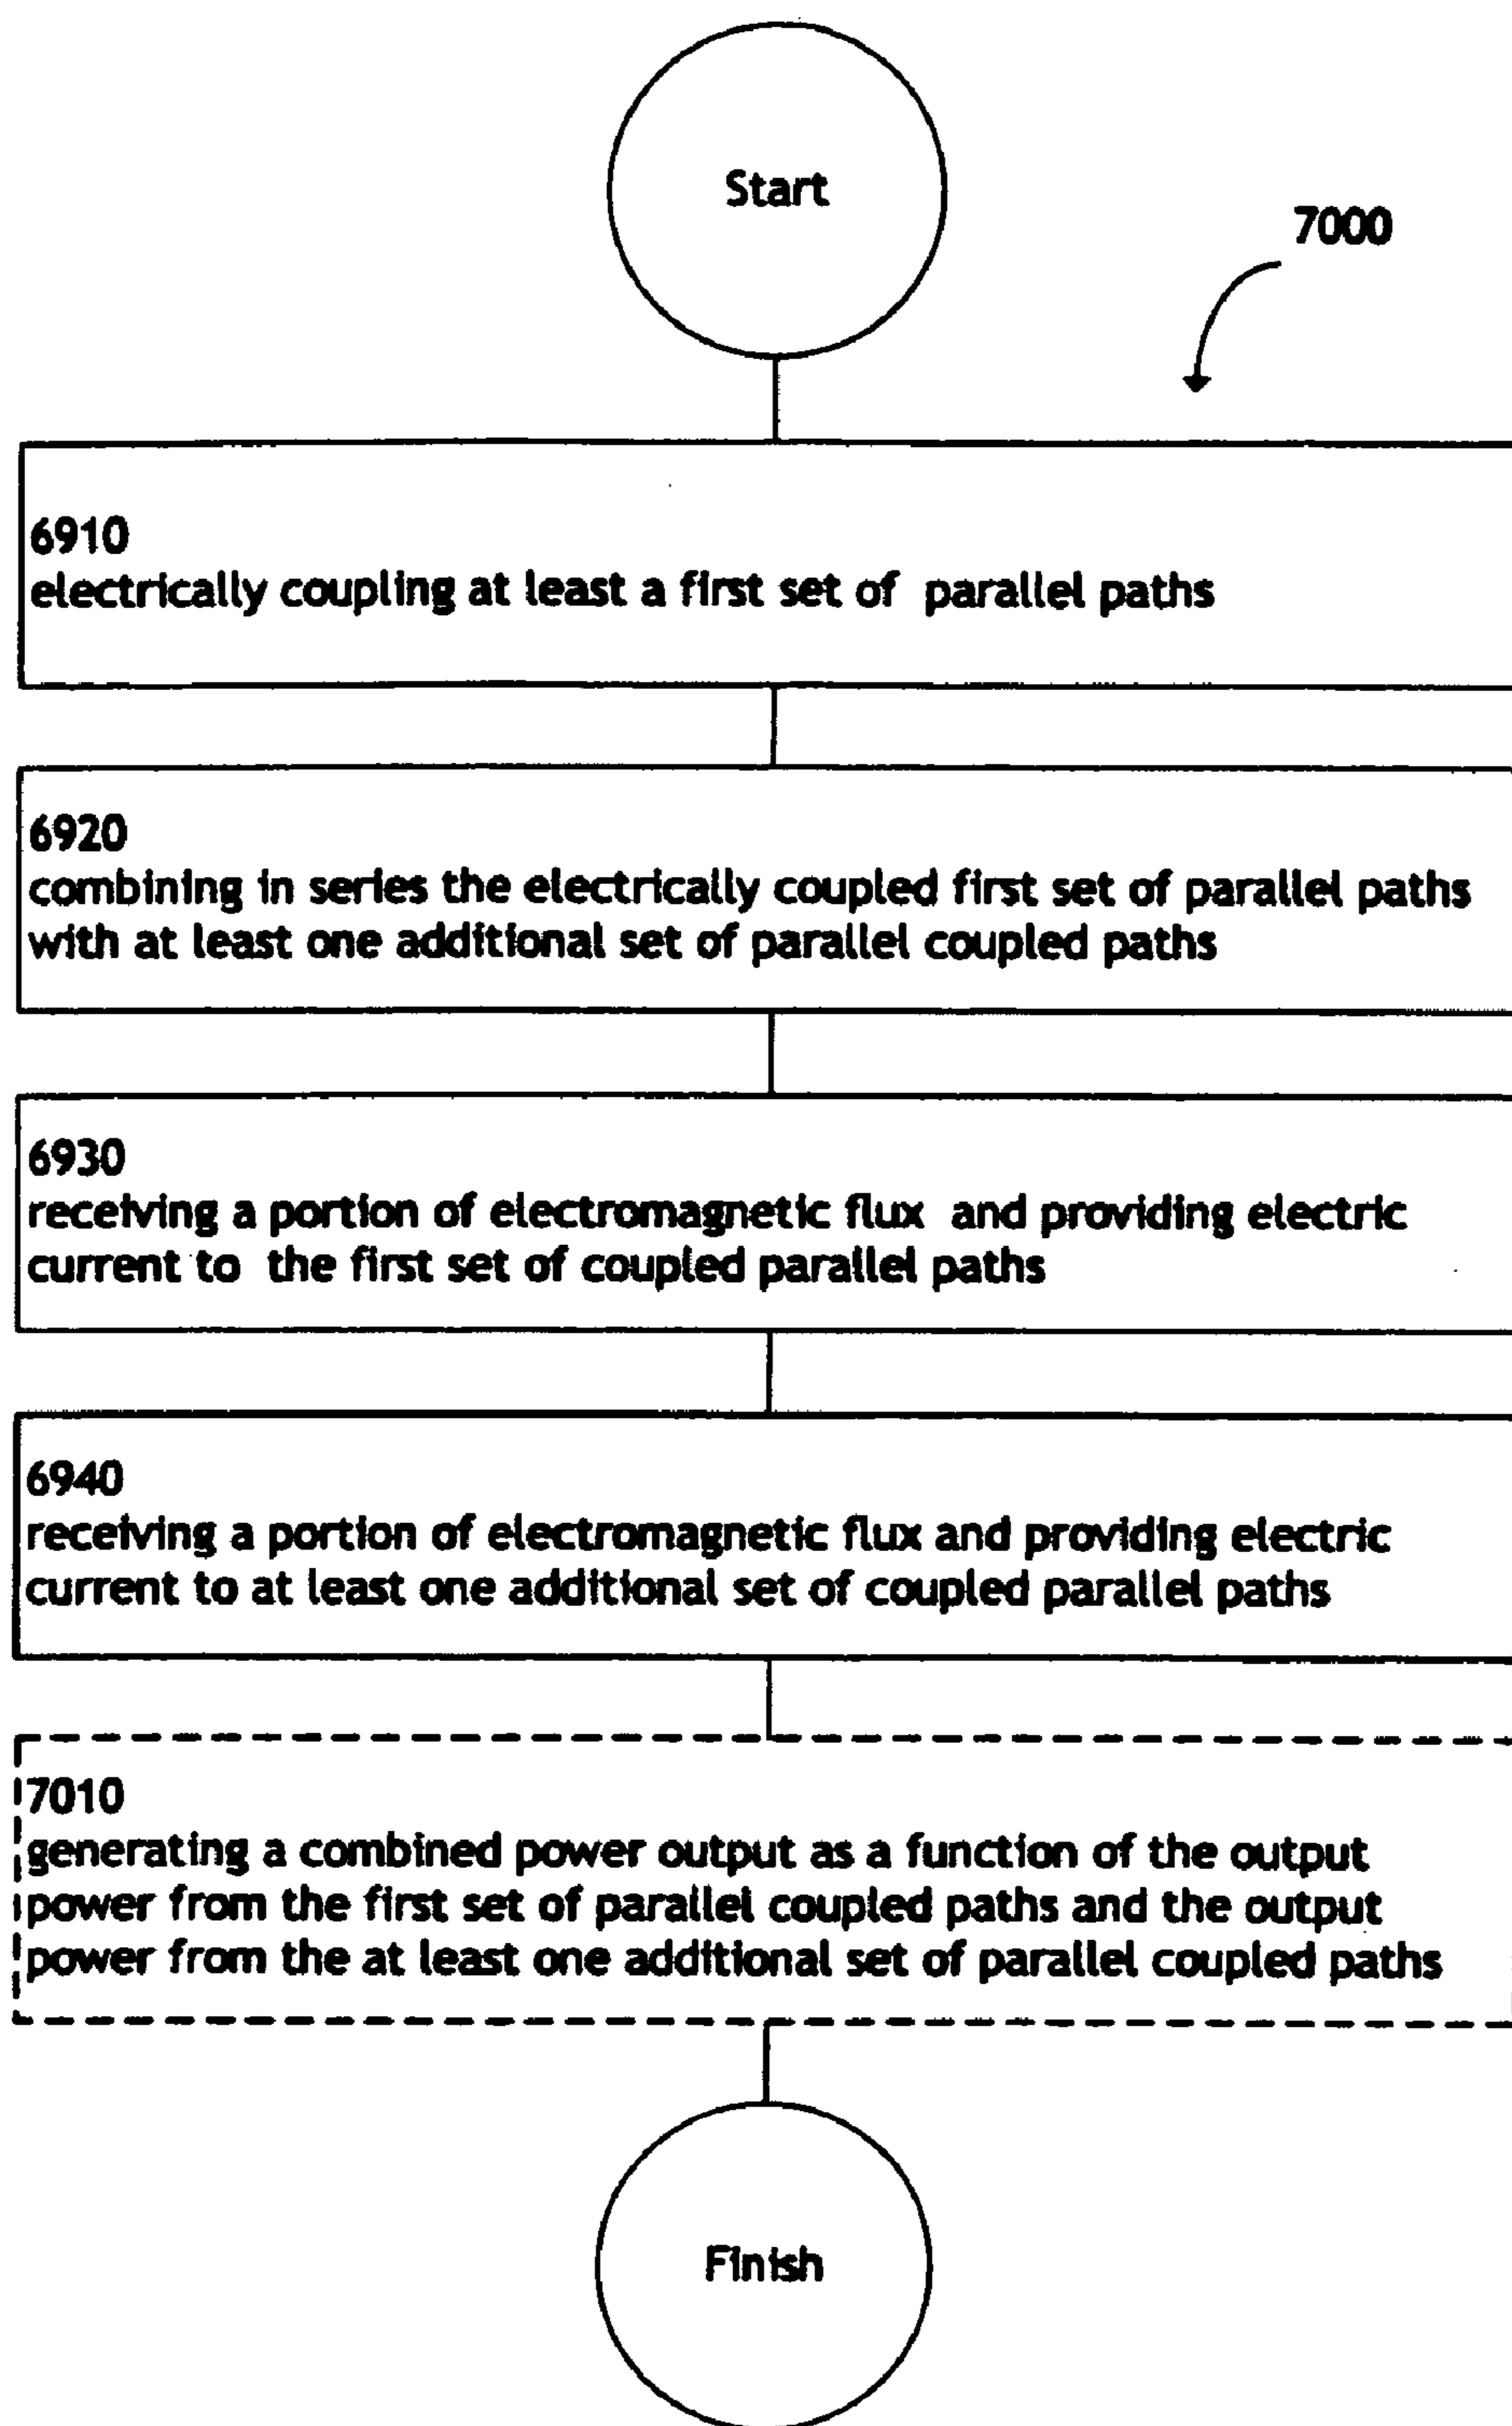 Start
7000
6910
electrically coupling at least a first set of parallel paths
6920
combining in series the electrically coupled first set of parallel paths
with at least one additional set of parallel coupled paths
6930
receiving a portion of electromagnetic flux and providing electric
current to the first set of coupled parallel paths
6940
receiving a portion of electromagnetic flux and providing electric
current to at least one additional set of coupled parallel paths
7010
generating a combined power output as a function of the output
power from the first set of parallel coupled paths and the output
power from the at least one additional set of parallel coupled paths
Finish